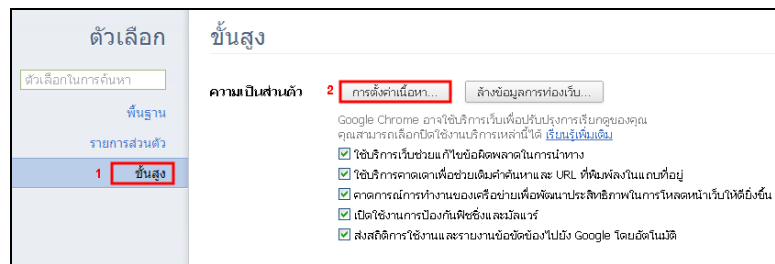 ตัวเลือก
ตัวเลือกในการค้นหา
พื้นฐาน
รายการส่วนตัว
1 ขั้นสูง
ขั้นสูง
ความเป็นส่วนตัว 2 การตั้งค่าเนื้อหา... ล้างข้อมูลการท่องเว็บ...
Google Chrome อาจใช้บริการเว็บเพื่อปรับปรุงการเรียกดูของคุณ
คุณสามารถเลือกปิดใช้งานบริการเหล่านี้ได้ เรียนรู้เพิ่มเติม
ใช้บริการเว็บช่วยแก้ไขข้อผิดพลาดในการนำทาง
ใช้บริการคาดเดาเพื่อช่วยเติมคำค้นหาและ URL ที่พิมพ์ลงในแถบที่อยู่
คาดการณ์การทำงานของเครือข่ายเพื่อพัฒนาประสิทธิภาพในการโหลดหน้าเว็บให้ดียิ่งขึ้น
เปิดใช้งานการป้องกันฟิชชิ่งและมัลแวร์
ส่งสถิติการใช้งานและรายงานข้อขัดข้องไปยัง Google โดยอัตโนมัติ